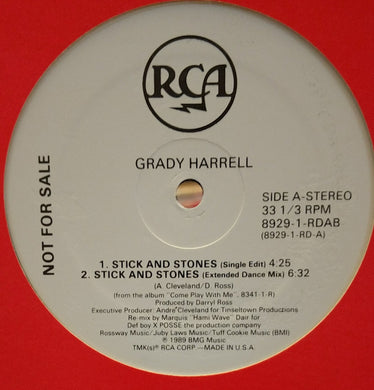 RCA
GRADY HARRELL
NOT FOR SALE
SIDE A-STEREO
33 1/3 RPM
8929-1-RDAB
(8929-1-RD-A)
1. STICK AND STONES (Single Edit) 4:25
2. STICK AND STONES (Extended Dance Mix) 6:32
(A. Cleveland/D. Ross)
(from the album "Come Play With Me", 8341-1-R)
Produced by Darryl Ross
Executive Producer: André Cleveland for Tinseltown Productions
Re-mix by Marquis "Hami Wave" Dair for
Def boy X POSSE the production company
Rossway Music/Juby Laws Music/Tuff Cookie Music (BMI)
℗ 1989 BMG Music
TMK(s)® RCA CORP —MADE IN U.S.A.